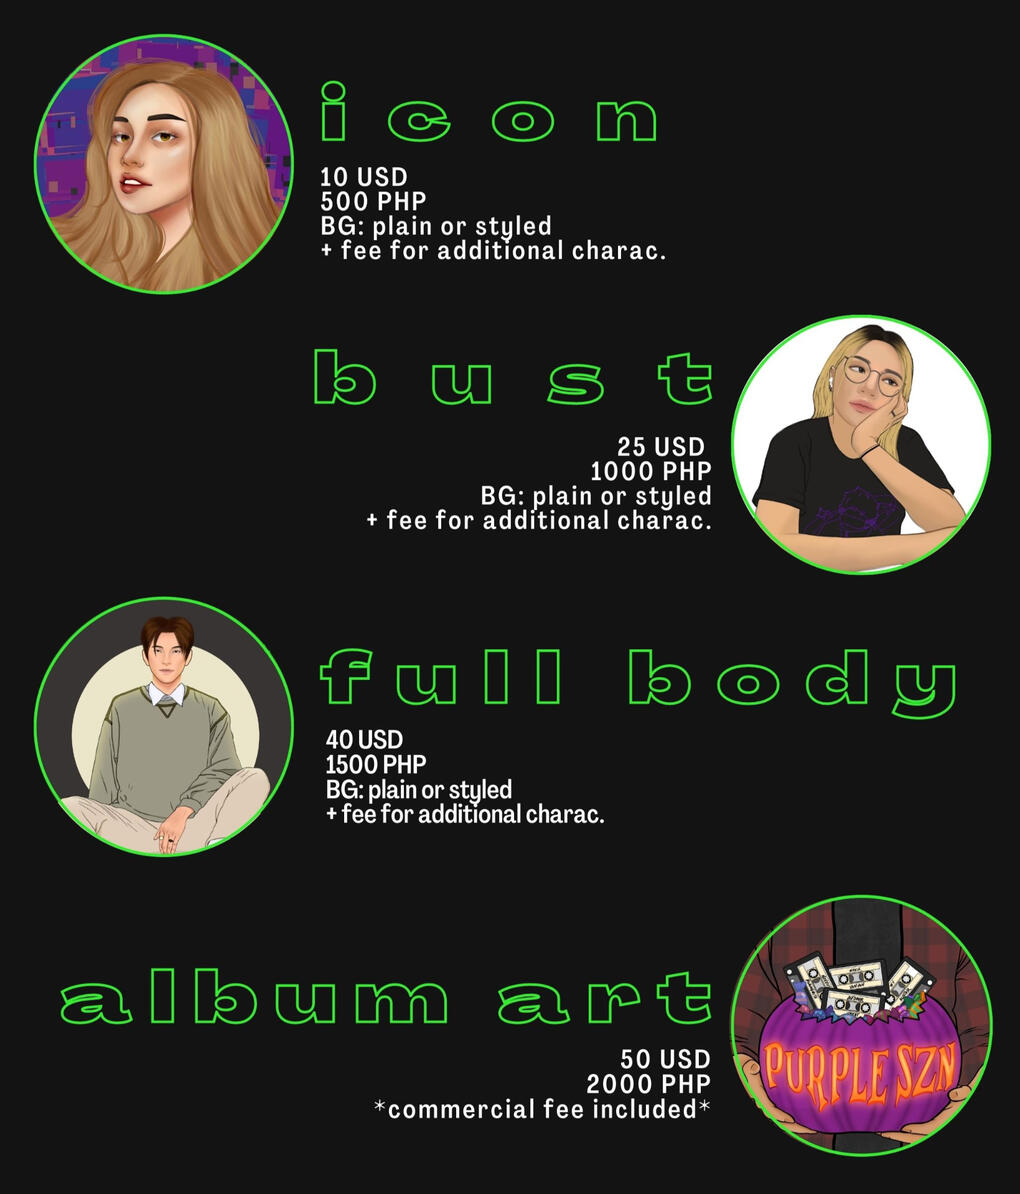 icon
10 USD
500 PHP
BG: plain or styled
+ fee for additional charac.
bust
25 USD
1000 PHP
BG: plain or styled
+ fee for additional charac.
full body
40 USD
1500 PHP
BG: plain or styled
+ fee for additional charac.
album art
50 USD
2000 PHP
*commercial fee included*
PURPLE SZN